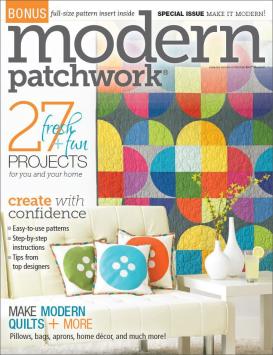 BONUS full-size pattern insert inside
SPECIAL ISSUE MAKE IT MODERN!
modern
patchwork®
27 fresh
+ fun
PROJECTS
for you and your home
create with
confidence
■ Easy-to-use patterns
■ Step-by-step
instructions
■ Tips from
top designers
MAKE MODERN
QUILTS + MORE
Pillows, bags, aprons, home décor, and much more!